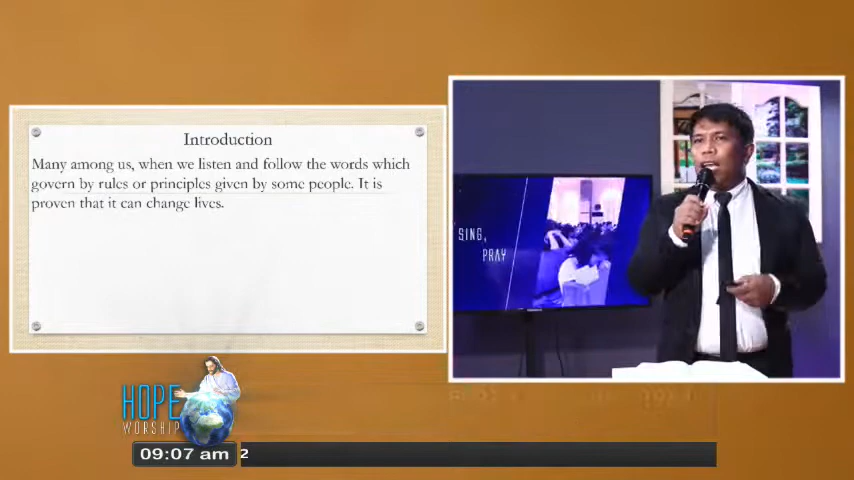 Introduction
Many among us, when we listen and follow the words which
govern by rules or principles given by some people. It is
proven that it can change lives.
SING,
PRAY
HOPE
WORSHIP
09:07 am 2